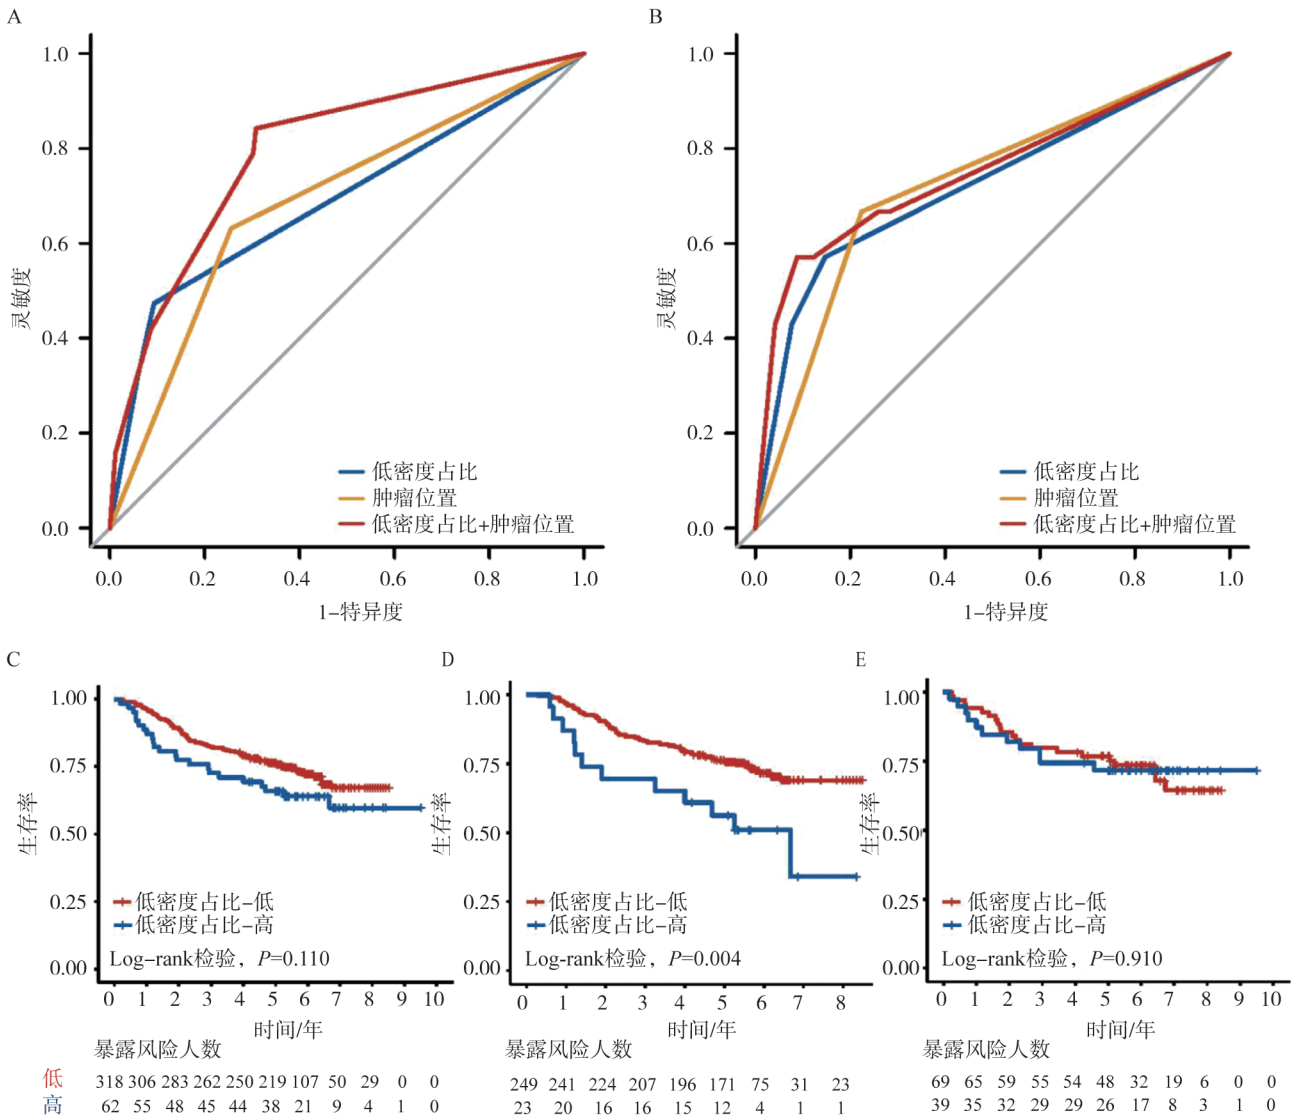 A
1.0
0.8
0.6
0.4
0.2
0.0
灵敏度
低密度占比
肿瘤位置
低密度占比+肿瘤位置
0.0 0.2 0.4 0.6 0.8 1.0
1-特异度
B
1.0
0.8
0.6
0.4
0.2
0.0
灵敏度
低密度占比
肿瘤位置
低密度占比+肿瘤位置
0.0 0.2 0.4 0.6 0.8 1.0
1-特异度
C
1.00
0.75
0.50
0.25
0.00
生存率
低密度占比-低
低密度占比-高
Log-rank检验，P=0.110
0 1 2 3 4 5 6 7 8 9 10
时间/年
暴露风险人数
低 318 306 283 262 250 219 107 50 29 0 0
高 62 55 48 45 44 38 21 9 4 1 0
D
1.00
0.75
0.50
0.25
0.00
生存率
低密度占比-低
低密度占比-高
Log-rank检验，P=0.004
0 1 2 3 4 5 6 7 8
时间/年
暴露风险人数
249 241 224 207 196 171 75 31 23
23 20 16 16 15 12 4 1 1
E
1.00
0.75
0.50
0.25
0.00
生存率
低密度占比-低
低密度占比-高
Log-rank检验，P=0.910
0 1 2 3 4 5 6 7 8 9 10
时间/年
暴露风险人数
69 65 59 55 54 48 32 19 6 0 0
39 35 32 29 29 26 17 8 3 1 0